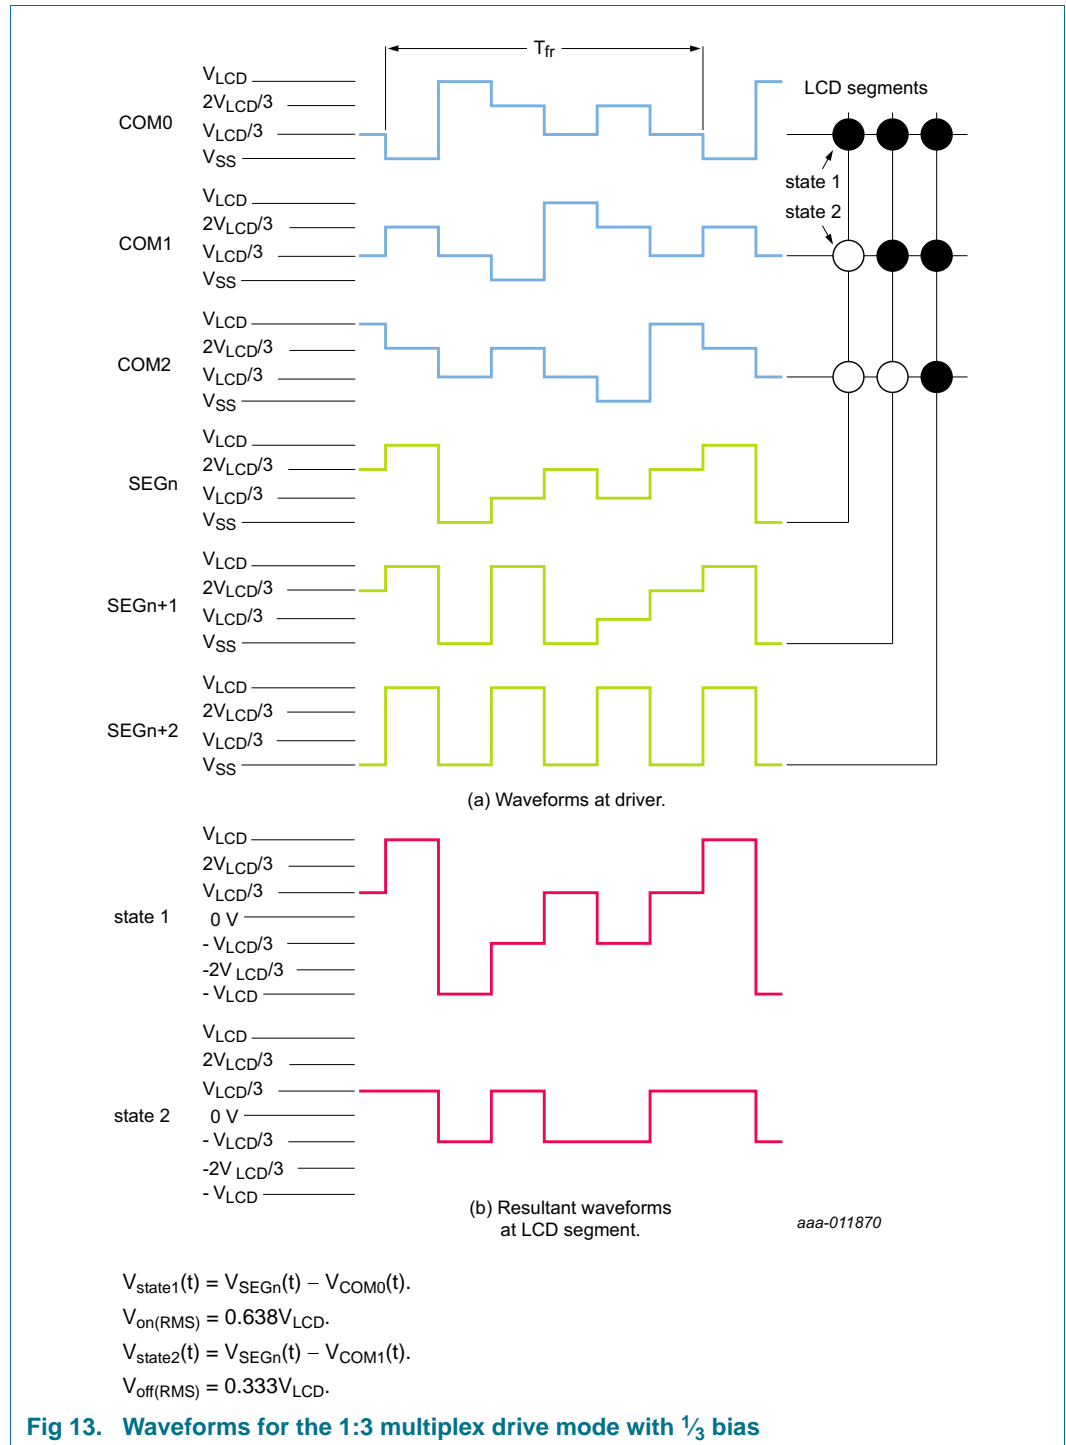 Tfr
VLCD
2VLCD/3
VLCD/3
VSS
COM0
LCD segments
state 1
state 2
VLCD
2VLCD/3
VLCD/3
VSS
COM1
VLCD
2VLCD/3
VLCD/3
VSS
COM2
VLCD
2VLCD/3
VLCD/3
VSS
SEGn
VLCD
2VLCD/3
VLCD/3
VSS
SEGn+1
VLCD
2VLCD/3
VLCD/3
VSS
SEGn+2
(a) Waveforms at driver.
VLCD
2VLCD/3
VLCD/3
0 V
- VLCD/3
-2V LCD/3
- VLCD
state 1
VLCD
2VLCD/3
VLCD/3
0 V
- VLCD/3
-2V LCD/3
- VLCD
state 2
(b) Resultant waveforms
at LCD segment.
aaa-011870
Vstate1(t) = VSEGn(t) − VCOM0(t).
Von(RMS) = 0.638VLCD.
Vstate2(t) = VSEGn(t) − VCOM1(t).
Voff(RMS) = 0.333VLCD.
Fig 13. Waveforms for the 1:3 multiplex drive mode with 1⁄3 bias